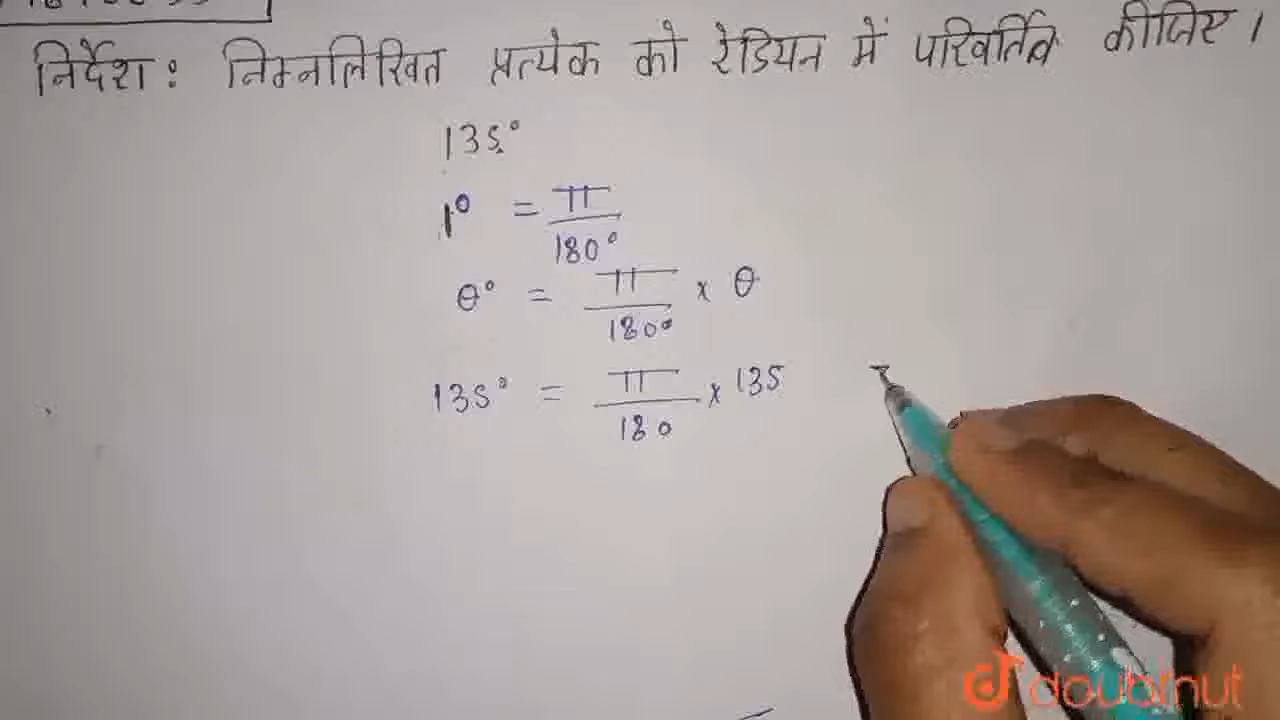 निर्देश: निम्नलिखित प्रत्येक को रेडियन में परिवर्तित कीजिए।
135°
1° = π/180°
θ° = π/180° × θ
135° = π/180 × 135
doubtnut